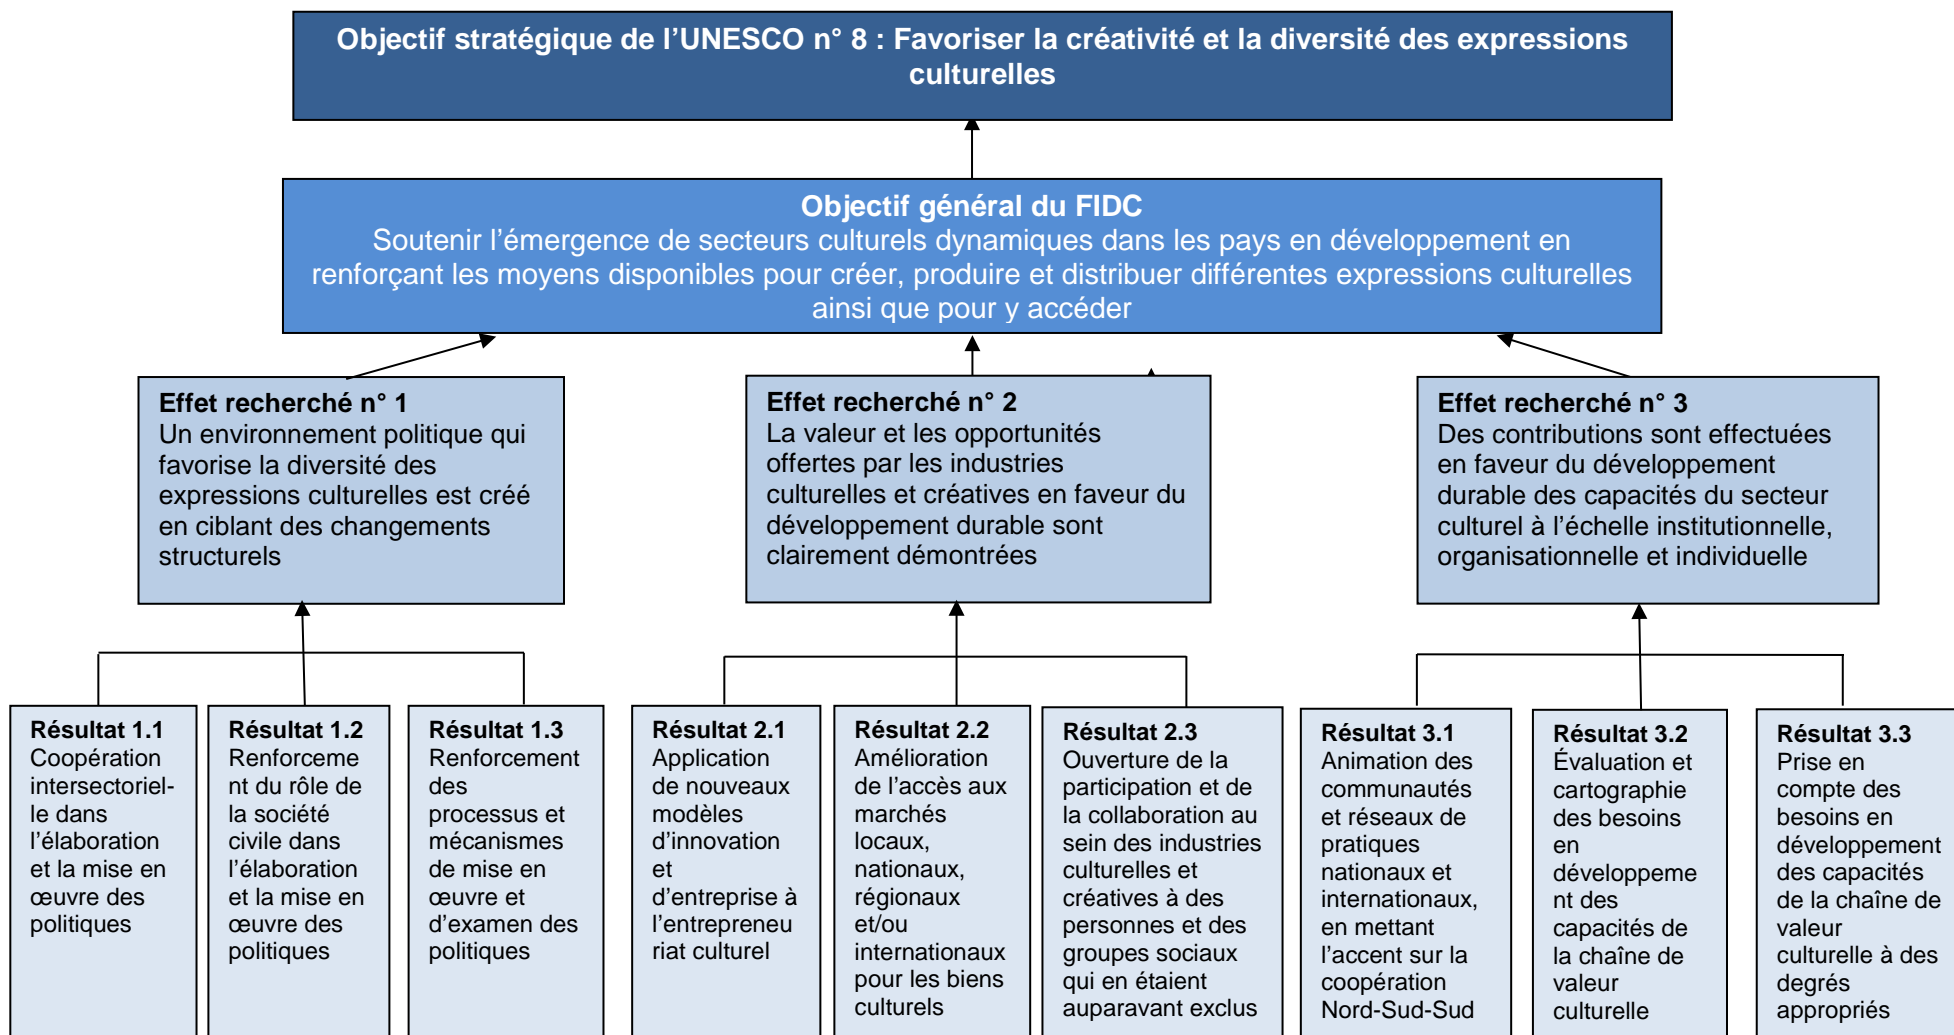 Objectif stratégique de l’UNESCO n° 8 : Favoriser la créativité et la diversité des expressions
culturelles
Objectif général du FIDC
Soutenir l’émergence de secteurs culturels dynamiques dans les pays en développement en
renforçant les moyens disponibles pour créer, produire et distribuer différentes expressions culturelles
ainsi que pour y accéder
Effet recherché n° 1
Un environnement politique qui
favorise la diversité des
expressions culturelles est créé
en ciblant des changements
structurels
Effet recherché n° 2
La valeur et les opportunités
offertes par les industries
culturelles et créatives en faveur du
développement durable sont
clairement démontrées
Effet recherché n° 3
Des contributions sont effectuées
en faveur du développement
durable des capacités du secteur
culturel à l’échelle institutionnelle,
organisationnelle et individuelle
Résultat 1.1
Coopération
intersectoriel-
le dans
l’élaboration
et la mise en
œuvre des
politiques
Résultat 1.2
Renforceme
nt du rôle de
la société
civile dans
l’élaboration
et la mise en
œuvre des
politiques
Résultat 1.3
Renforcement
des
processus et
mécanismes
de mise en
œuvre et
d’examen des
politiques
Résultat 2.1
Application
de nouveaux
modèles
d’innovation
et
d’entreprise à
l’entrepreneu
riat culturel
Résultat 2.2
Amélioration
de l’accès aux
marchés
locaux,
nationaux,
régionaux
et/ou
internationaux
pour les biens
culturels
Résultat 2.3
Ouverture de la
participation et de
la collaboration au
sein des industries
culturelles et
créatives à des
personnes et des
groupes sociaux
qui en étaient
auparavant exclus
Résultat 3.1
Animation des
communautés
et réseaux de
pratiques
nationaux et
internationaux,
en mettant
l’accent sur la
coopération
Nord-Sud-Sud
Résultat 3.2
Évaluation et
cartographie
des besoins
en
développeme
nt des
capacités de
la chaîne de
valeur
culturelle
Résultat 3.3
Prise en
compte des
besoins en
développement
des capacités
de la chaîne de
valeur
culturelle à des
degrés
appropriés